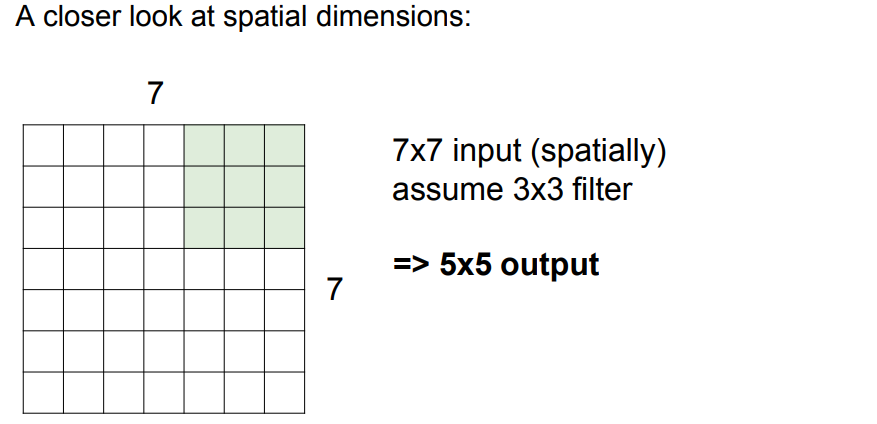 A closer look at spatial dimensions:
7
7x7 input (spatially)
assume 3x3 filter
=> 5x5 output
7